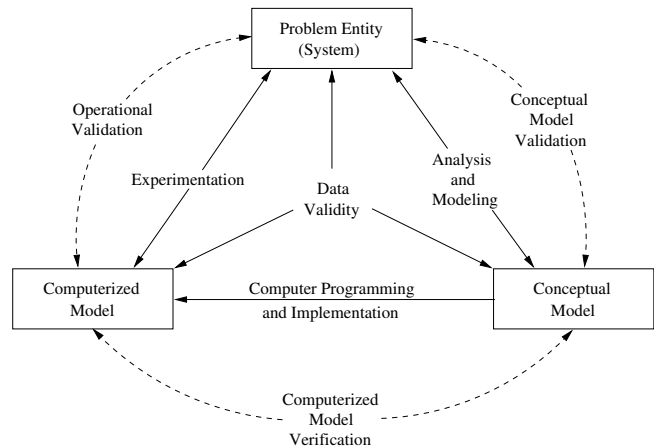 Problem Entity
(System)
Operational
Validation
Conceptual
Model
Validation
Experimentation
Analysis
and
Modeling
Data
Validity
Computerized
Model
Computer Programming
and Implementation
Conceptual
Model
Computerized
Model
Verification